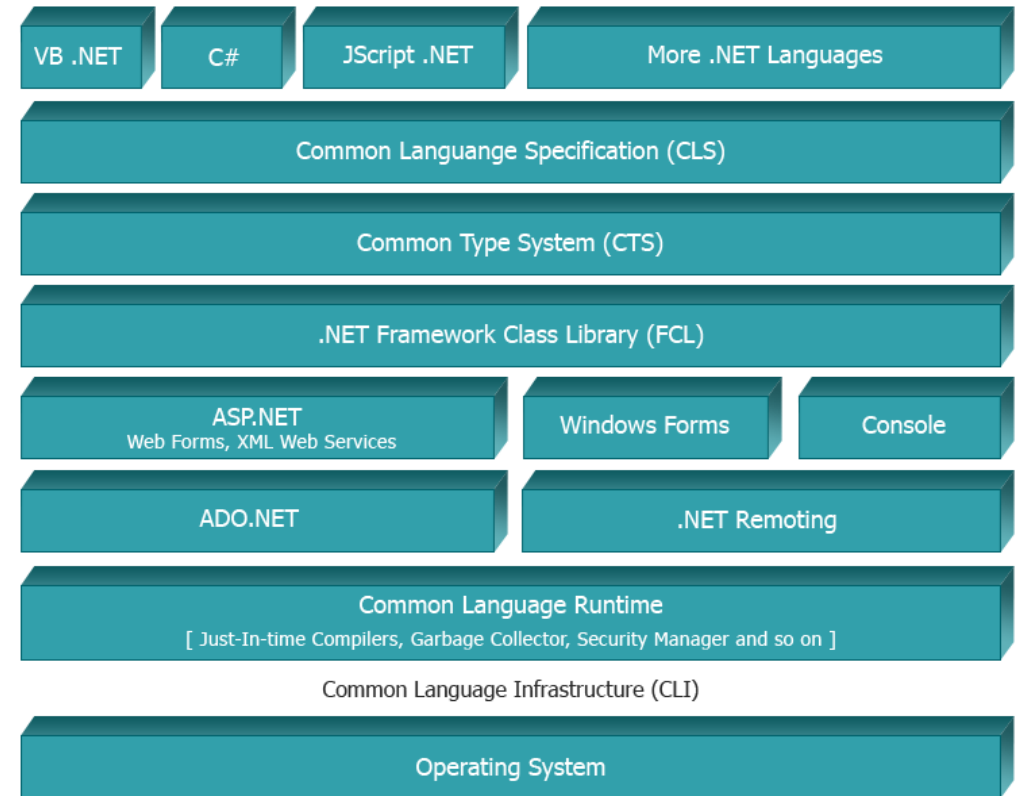 VB .NET
C#
JScript .NET
More .NET Languages
Common Languange Specification (CLS)
Common Type System (CTS)
.NET Framework Class Library (FCL)
ASP.NET
Web Forms, XML Web Services
Windows Forms
Console
ADO.NET
.NET Remoting
Common Language Runtime
[ Just-In-time Compilers, Garbage Collector, Security Manager and so on ]
Common Language Infrastructure (CLI)
Operating System